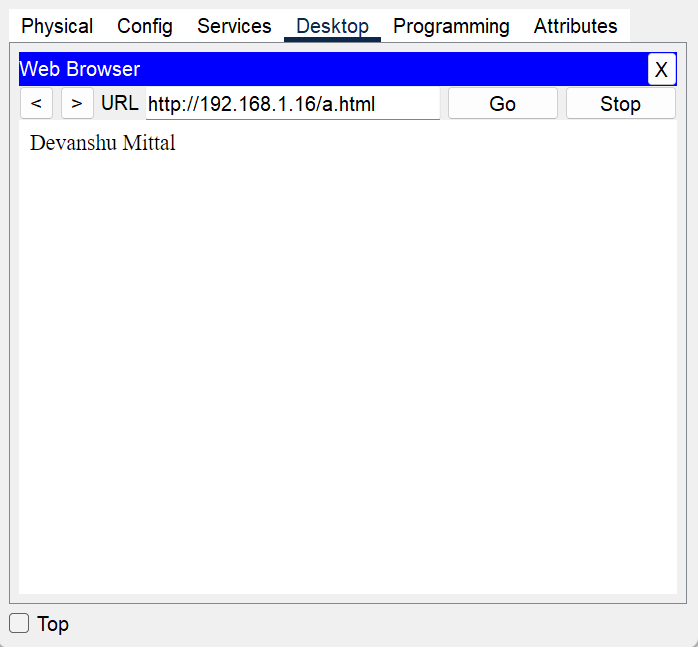 Physical Config Services Desktop Programming Attributes
Web Browser X
< > URL http://192.168.1.16/a.html Go Stop
Devanshu Mittal
Top